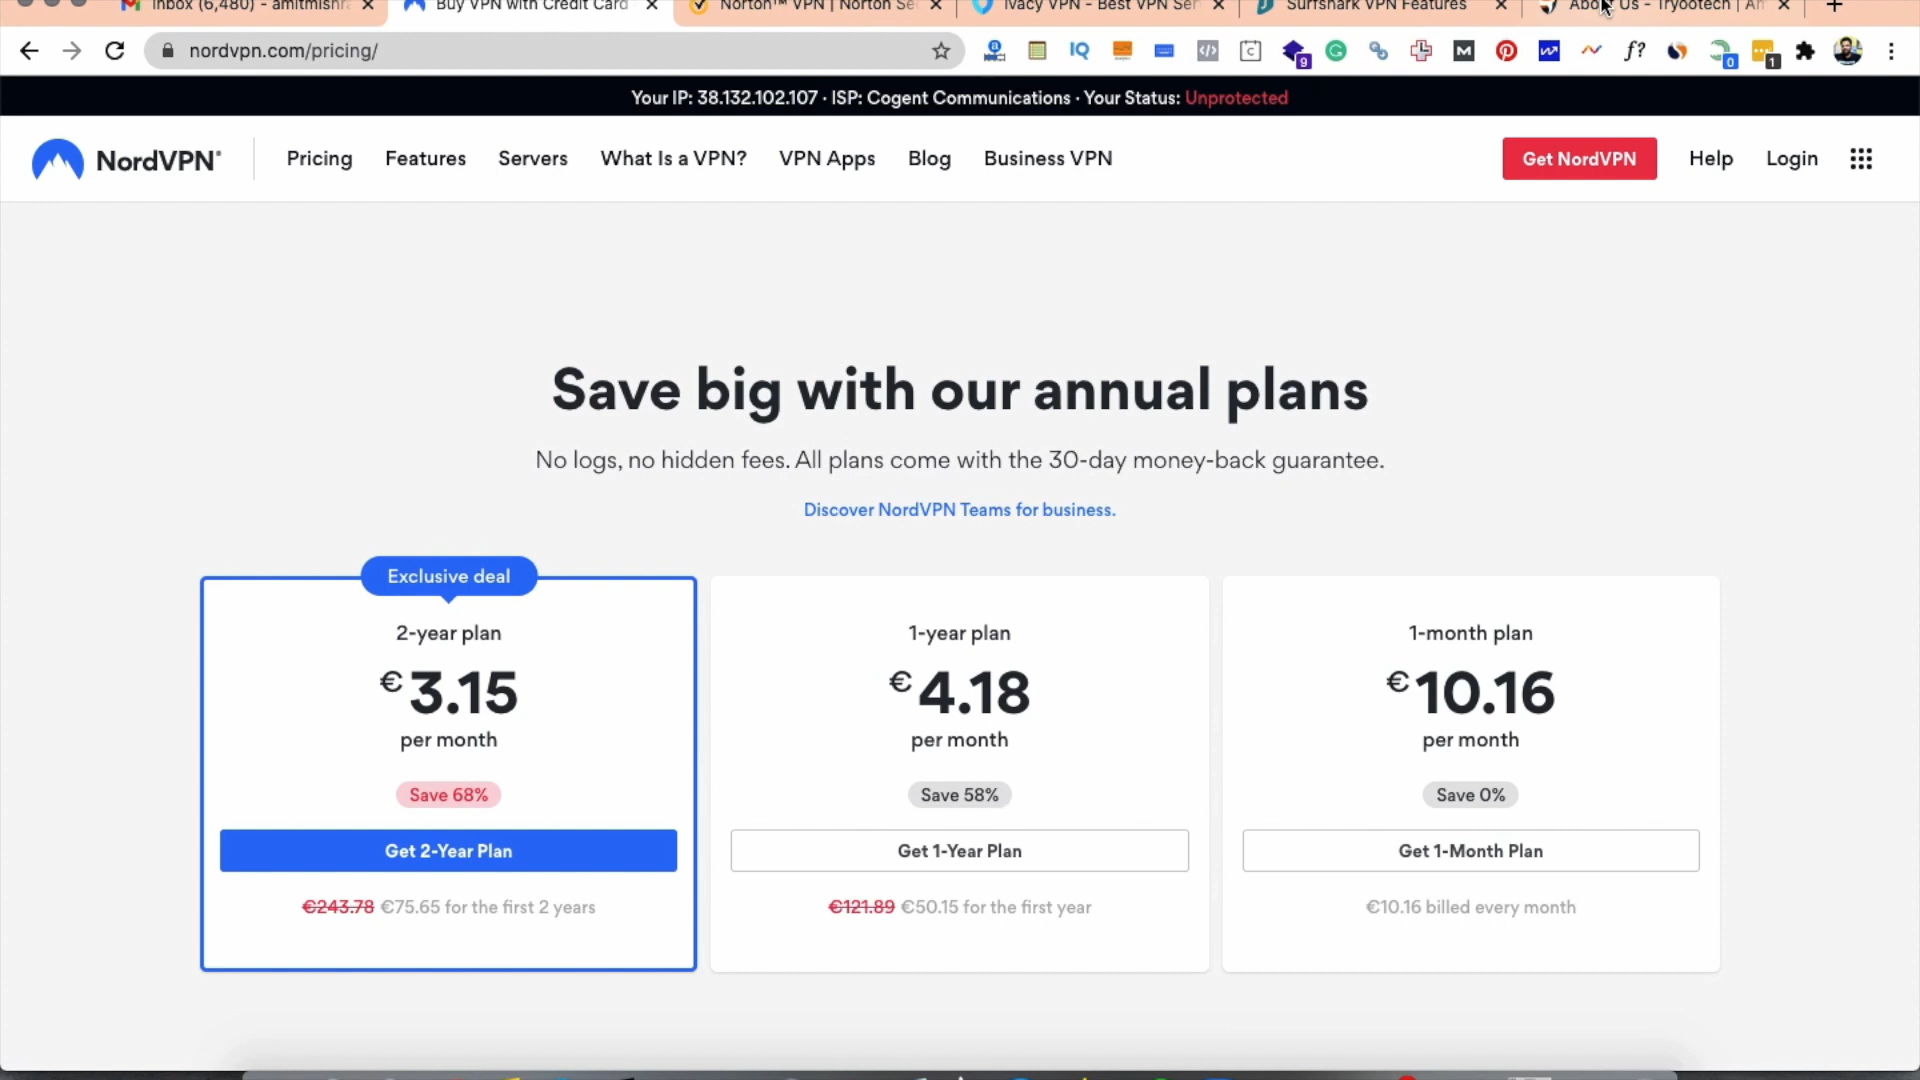 Inbox (6,480) - amitmishra
Buy VPN with Credit Card
Norton™ VPN | Norton Se
Ivacy VPN - Best VPN Ser
Surfshark VPN Features
Us - Tryootech | Am
nordvpn.com/pricing/
IQ
9
f?
0
1
Your IP: 38.132.102.107 · ISP: Cogent Communications · Your Status: Unprotected
NordVPN®
Pricing
Features
Servers
What Is a VPN?
VPN Apps
Blog
Business VPN
Get NordVPN
Help
Login
Save big with our annual plans
No logs, no hidden fees. All plans come with the 30-day money-back guarantee.
Discover NordVPN Teams for business.
Exclusive deal
2-year plan
€3.15
per month
Save 68%
Get 2-Year Plan
€243.78 €75.65 for the first 2 years
1-year plan
€4.18
per month
Save 58%
Get 1-Year Plan
€121.89 €50.15 for the first year
1-month plan
€10.16
per month
Save 0%
Get 1-Month Plan
€10.16 billed every month